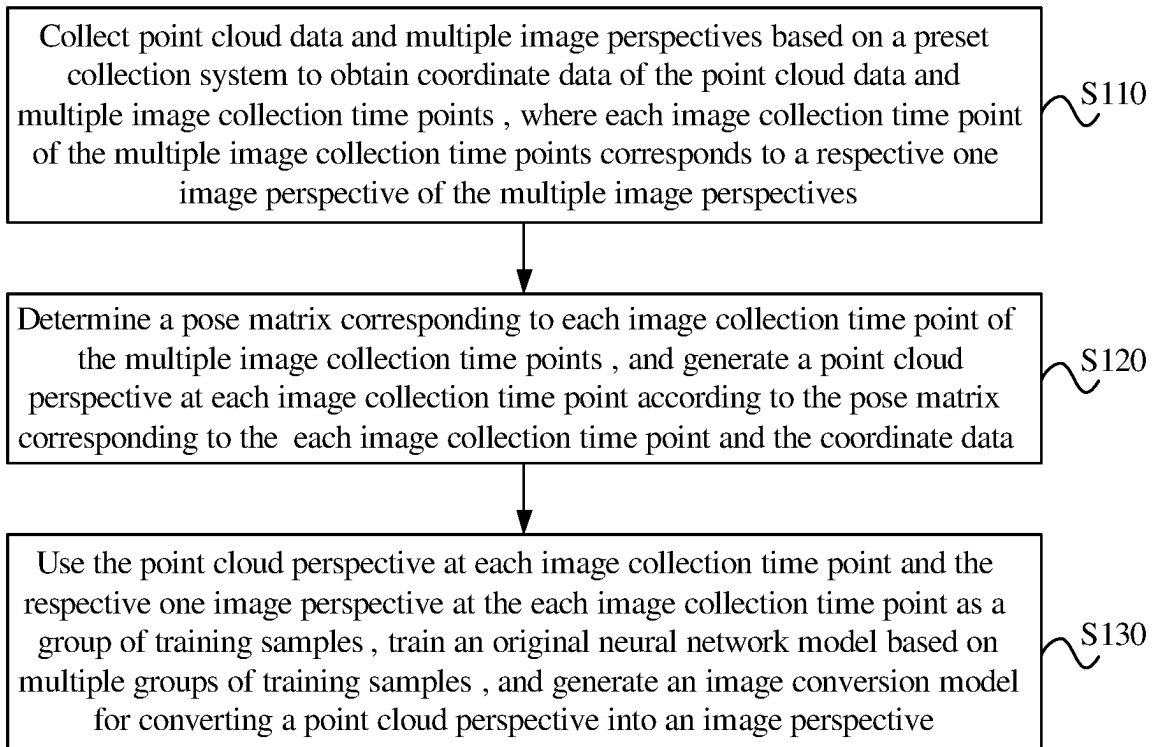 Collect point cloud data and multiple image perspectives based on a preset
collection system to obtain coordinate data of the point cloud data and
multiple image collection time points , where each image collection time point
of the multiple image collection time points corresponds to a respective one
image perspective of the multiple image perspectives
S110
Determine a pose matrix corresponding to each image collection time point of
the multiple image collection time points , and generate a point cloud
perspective at each image collection time point according to the pose matrix
corresponding to the each image collection time point and the coordinate data
S120
Use the point cloud perspective at each image collection time point and the
respective one image perspective at the each image collection time point as a
group of training samples , train an original neural network model based on
multiple groups of training samples , and generate an image conversion model
for converting a point cloud perspective into an image perspective
S130